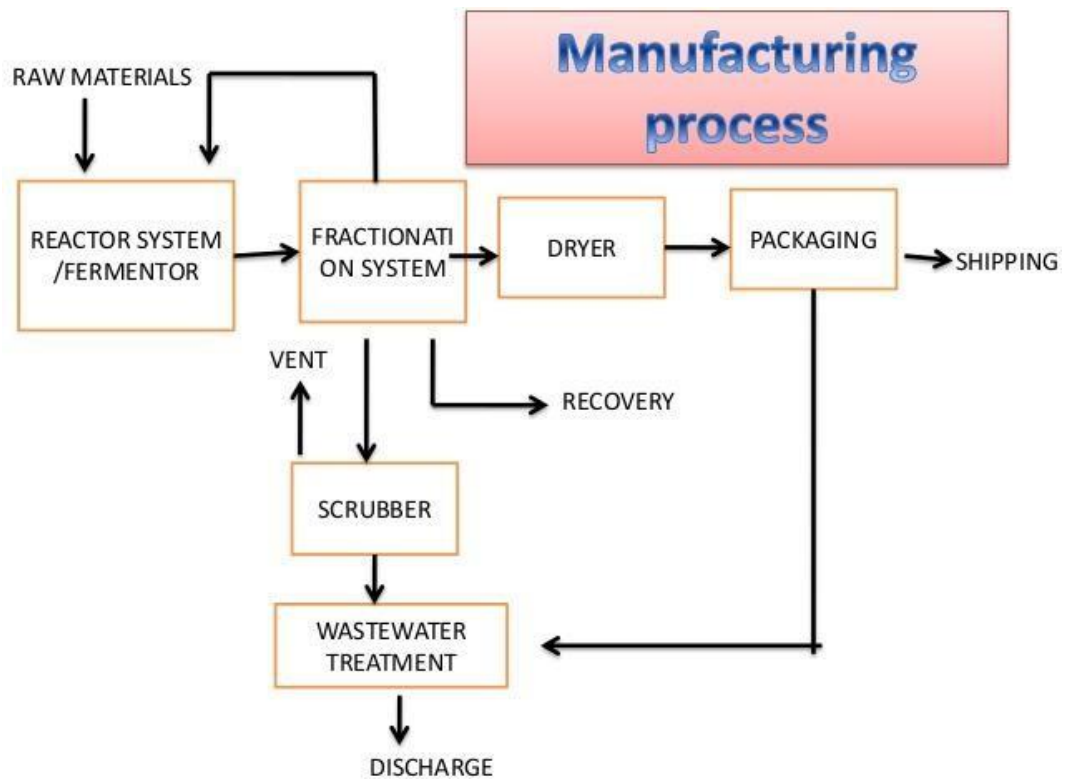 Manufacturing
process
RAW MATERIALS
REACTOR SYSTEM
/FERMENTOR
FRACTIONATI
ON SYSTEM
DRYER
PACKAGING
SHIPPING
VENT
RECOVERY
SCRUBBER
WASTEWATER
TREATMENT
DISCHARGE